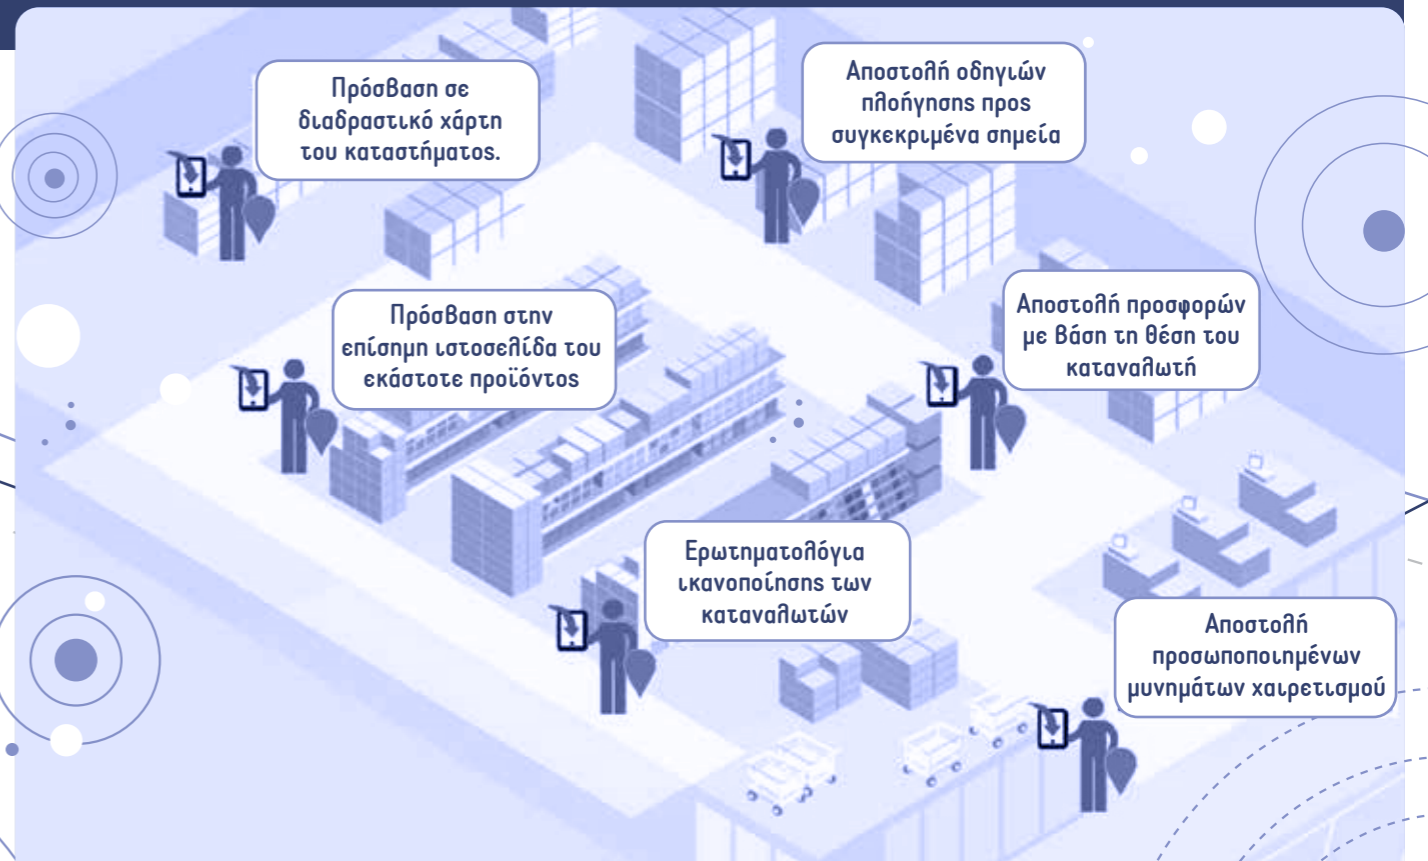 Πρόσβαση σε
διαδραστικό χάρτη
του καταστήματος.
Αποστολή οδηγιών
πλοήγησης προς
συγκεκριμένα σημεία
Πρόσβαση στην
επίσημη ιστοσελίδα του
εκάστοτε προϊόντος
Αποστολή προσφορών
με βάση τη θέση του
καταναλωτή
Ερωτηματολόγια
ικανοποίησης των
καταναλωτών
Αποστολή
προσωποποιημένων
μυνημάτων χαιρετισμού